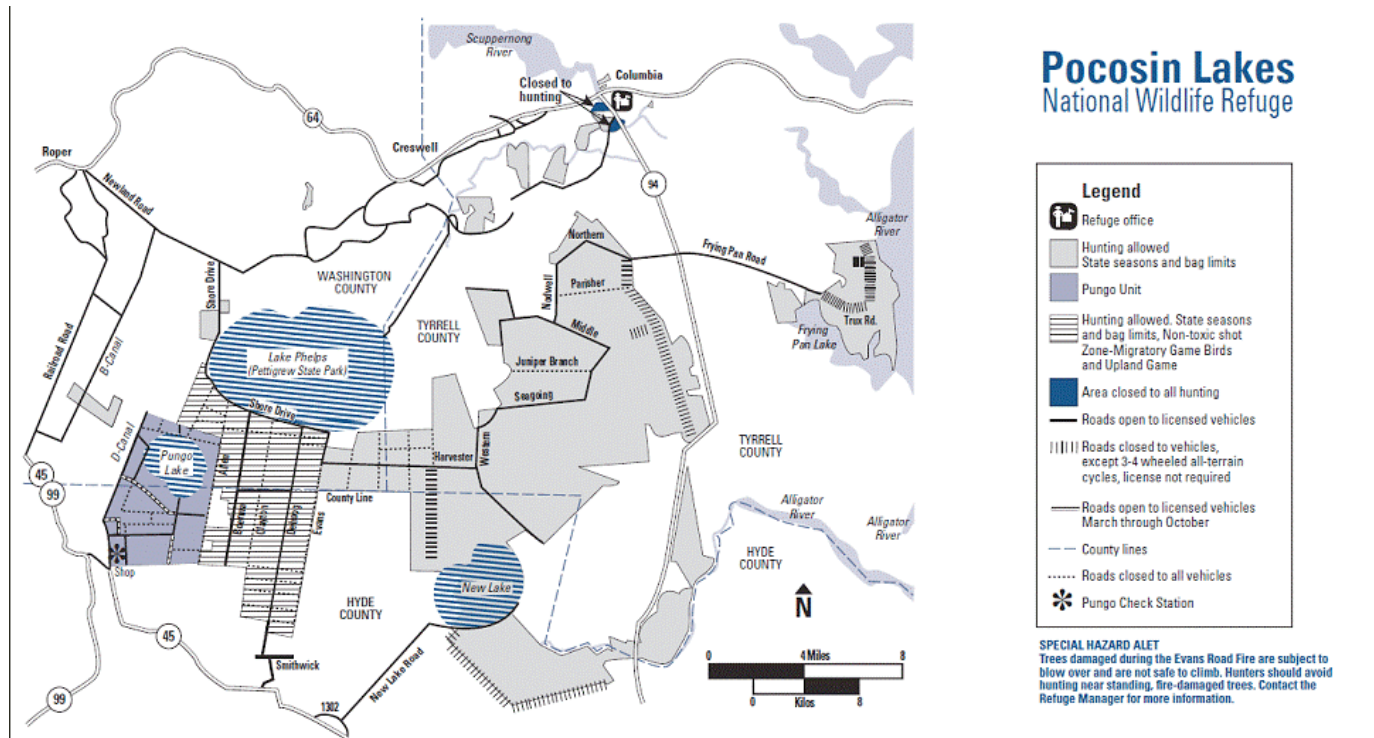 Scuppernong
River
Columbia
Closed to
hunting
64
Roper
Creswell
Newland Road
94
Alligator
River
Northern
Frying Pan Road
WASHINGTON
COUNTY
Shore Drive
Nodwell
Parisher
Railroad Road
B-Canal
TYRRELL
COUNTY
Middle
Trux Rd.
Frying
Pan Lake
Lake Phelps
(Pettigrew State Park)
Juniper Branch
Seagoing
Shore Drive
D-Canal
Pungo
Lake
Allen
Harvester
Western
TYRRELL
COUNTY
45
99
County Line
Boerma
Clayton
DeHoog
Evans
Alligator
River
Alligator
River
HYDE
COUNTY
Shop
New Lake
HYDE
COUNTY
N
45
Smithwick
New Lake Road
0 4 Miles 8
0 Kilos 8
99
1302
Pocosin Lakes
National Wildlife Refuge
Legend
Refuge office
Hunting allowed
State seasons and bag limits
Pungo Unit
Hunting allowed. State seasons
and bag limits, Non-toxic shot
Zone-Migratory Game Birds
and Upland Game
Area closed to all hunting
Roads open to licensed vehicles
Roads closed to vehicles,
except 3-4 wheeled all-terrain
cycles, license not required
Roads open to licensed vehicles
March through October
County lines
Roads closed to all vehicles
Pungo Check Station
SPECIAL HAZARD ALET
Trees damaged during the Evans Road Fire are subject to
blow over and are not safe to climb. Hunters should avoid
hunting near standing, fire-damaged trees. Contact the
Refuge Manager for more information.